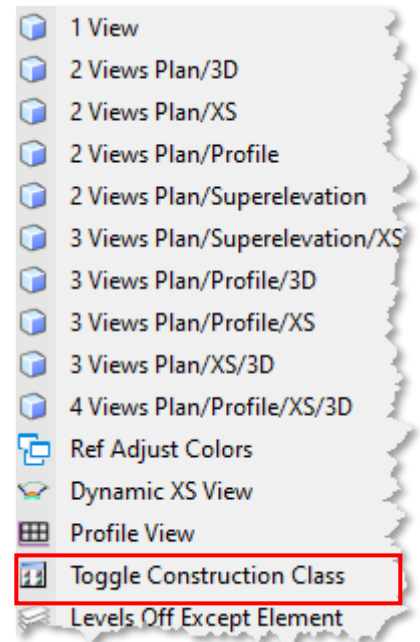 1 View
2 Views Plan/3D
2 Views Plan/XS
2 Views Plan/Profile
2 Views Plan/Superelevation
3 Views Plan/Superelevation/XS
3 Views Plan/Profile/3D
3 Views Plan/Profile/XS
3 Views Plan/XS/3D
4 Views Plan/Profile/XS/3D
Ref Adjust Colors
Dynamic XS View
Profile View
Toggle Construction Class
Levels Off Except Element